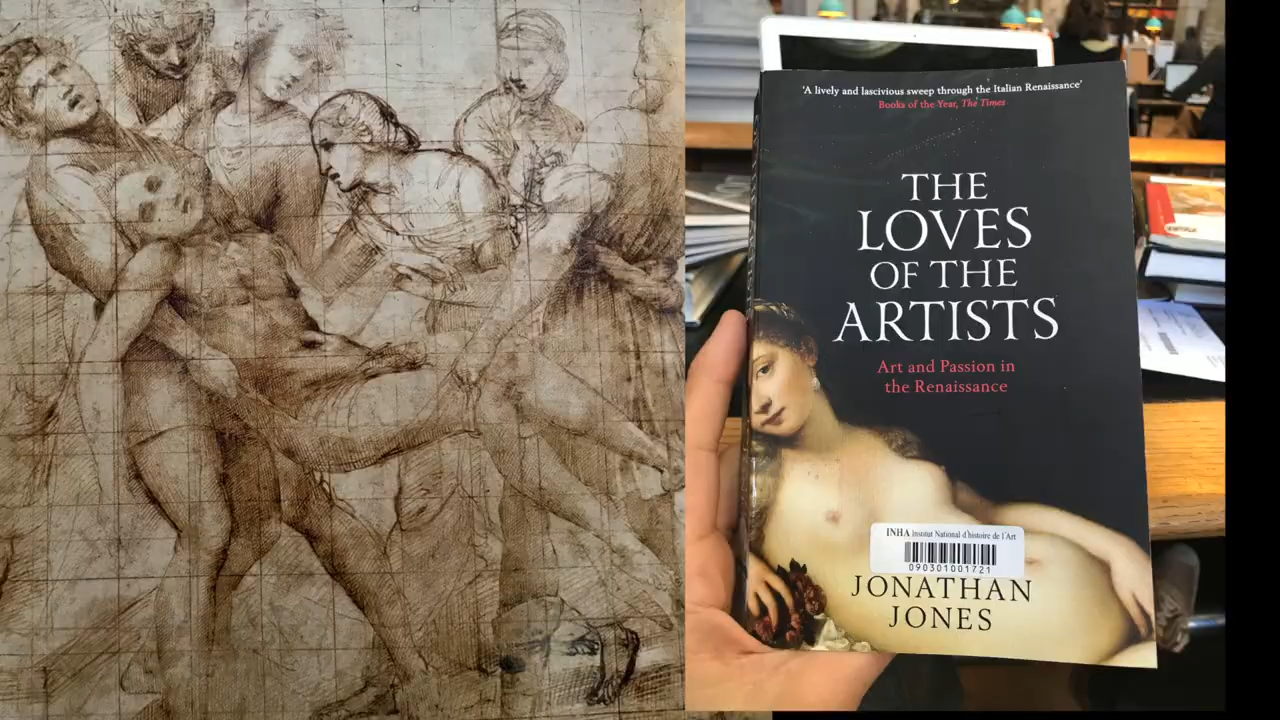 'A lively and lascivious sweep through the Italian Renaissance'
Books of the Year, The Times
THE
LOVES
OF THE
ARTISTS
Art and Passion in
the Renaissance
INHA Institut National d'histoire de l'Art
090301001721
JONATHAN
JONES